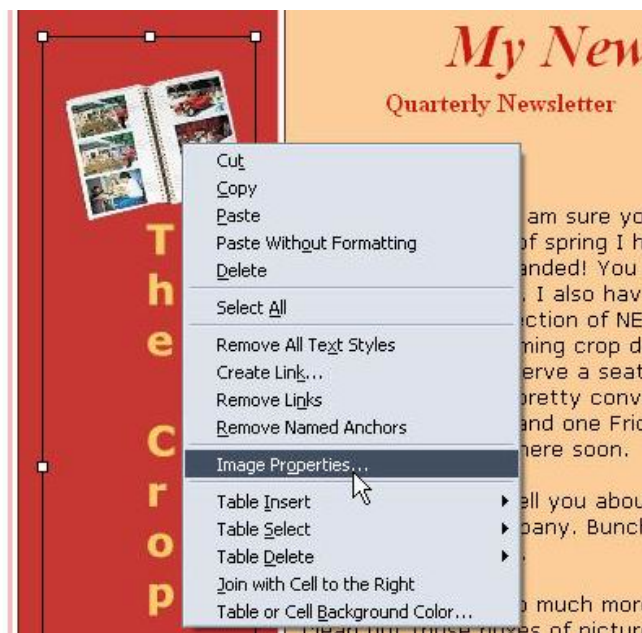 My New
Quarterly Newsletter
T
h
e
C
r
o
p
Cut
Copy
Paste
Paste Without Formatting
Delete
Select All
Remove All Text Styles
Create Link...
Remove Links
Remove Named Anchors
Image Properties...
Table Insert
Table Select
Table Delete
Join with Cell to the Right
Table or Cell Background Color...
am sure yo
of spring I h
anded! You
. I also hav
ction of NE
ming crop d
erve a seat
pretty conv
and one Frid
here soon.
ell you abou
pany. Buncl
.
o much mor